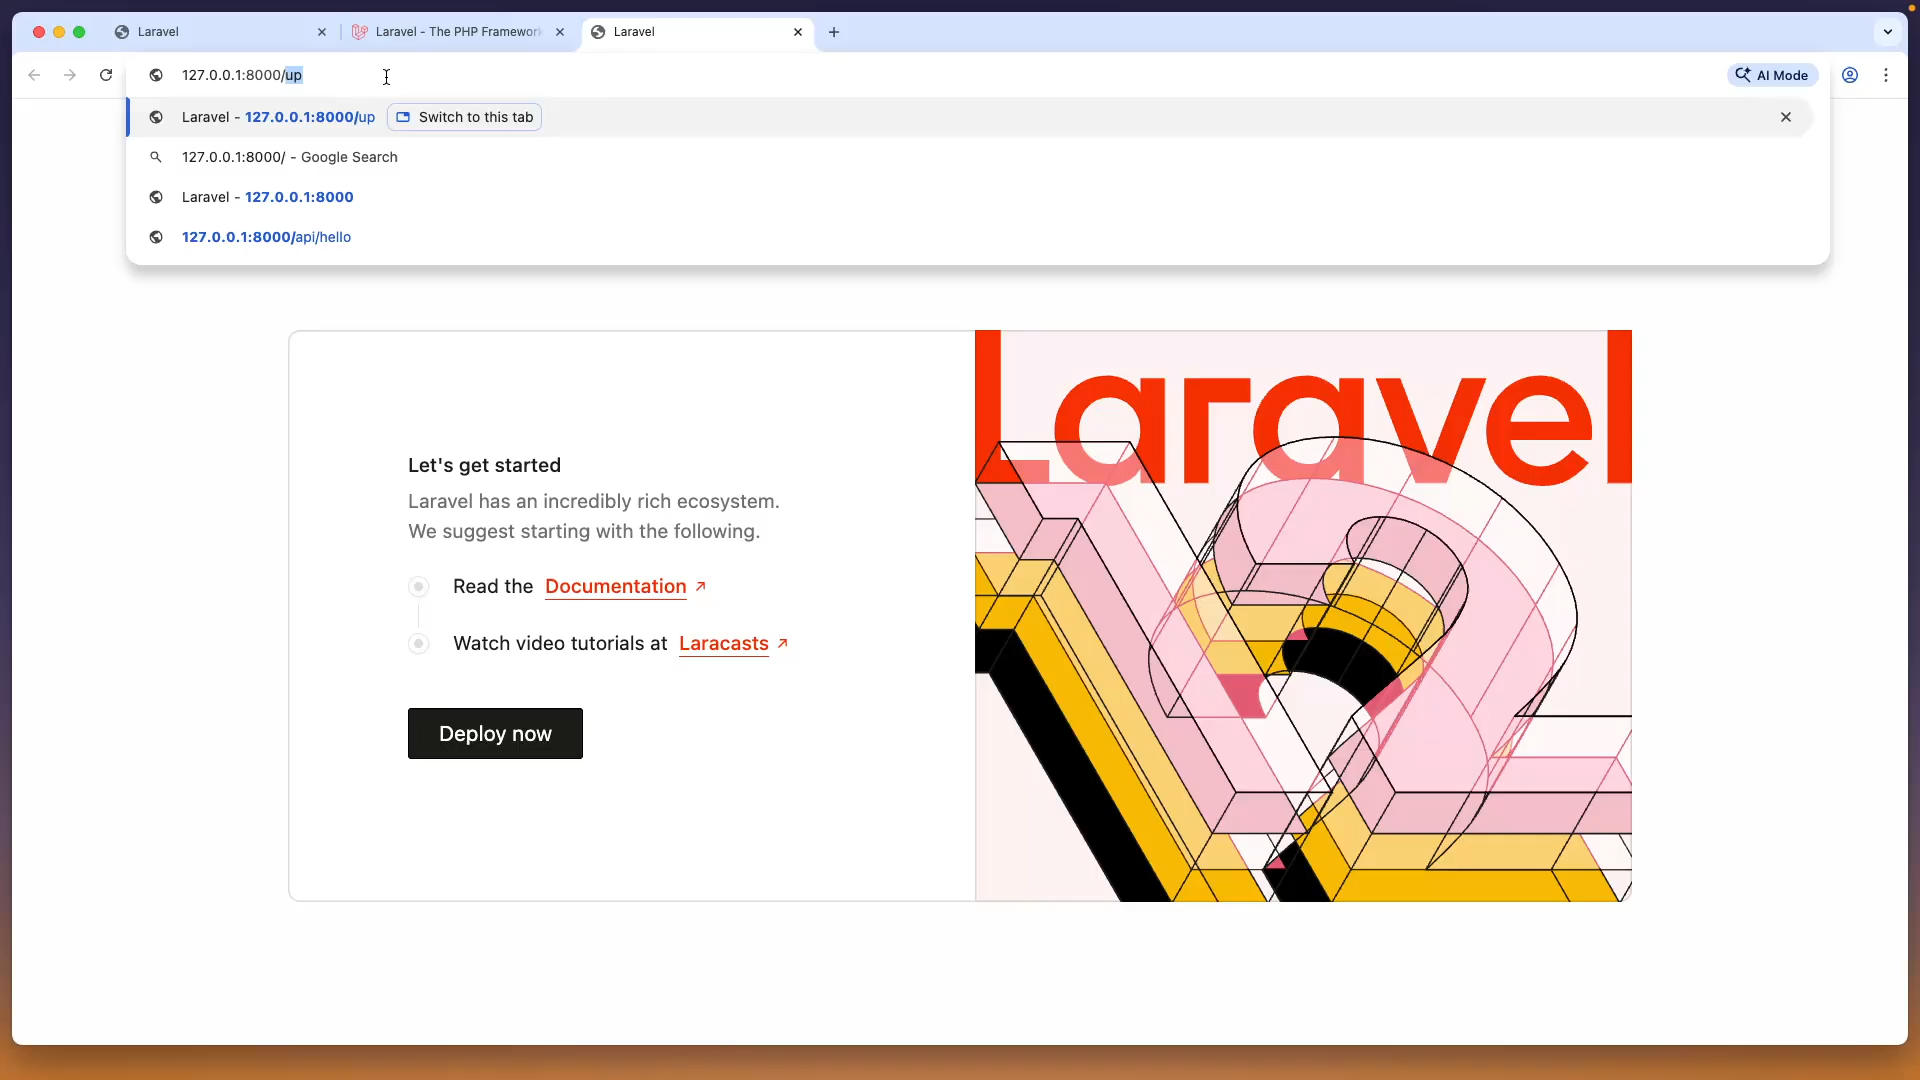 Laravel
Laravel - The PHP Framework
Laravel
127.0.0.1:8000/up
AI Mode
Laravel - 127.0.0.1:8000/up
Switch to this tab
127.0.0.1:8000/ - Google Search
Laravel - 127.0.0.1:8000
127.0.0.1:8000/api/hello
Laravel
Let's get started
Laravel has an incredibly rich ecosystem.
We suggest starting with the following.
Read the Documentation
Watch video tutorials at Laracasts
Deploy now